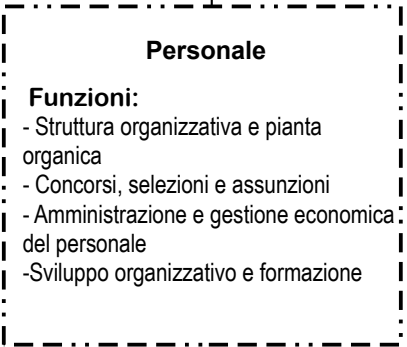 Personale
Funzioni:
- Struttura organizzativa e pianta
organica
- Concorsi, selezioni e assunzioni
- Amministrazione e gestione economica
del personale
-Sviluppo organizzativo e formazione